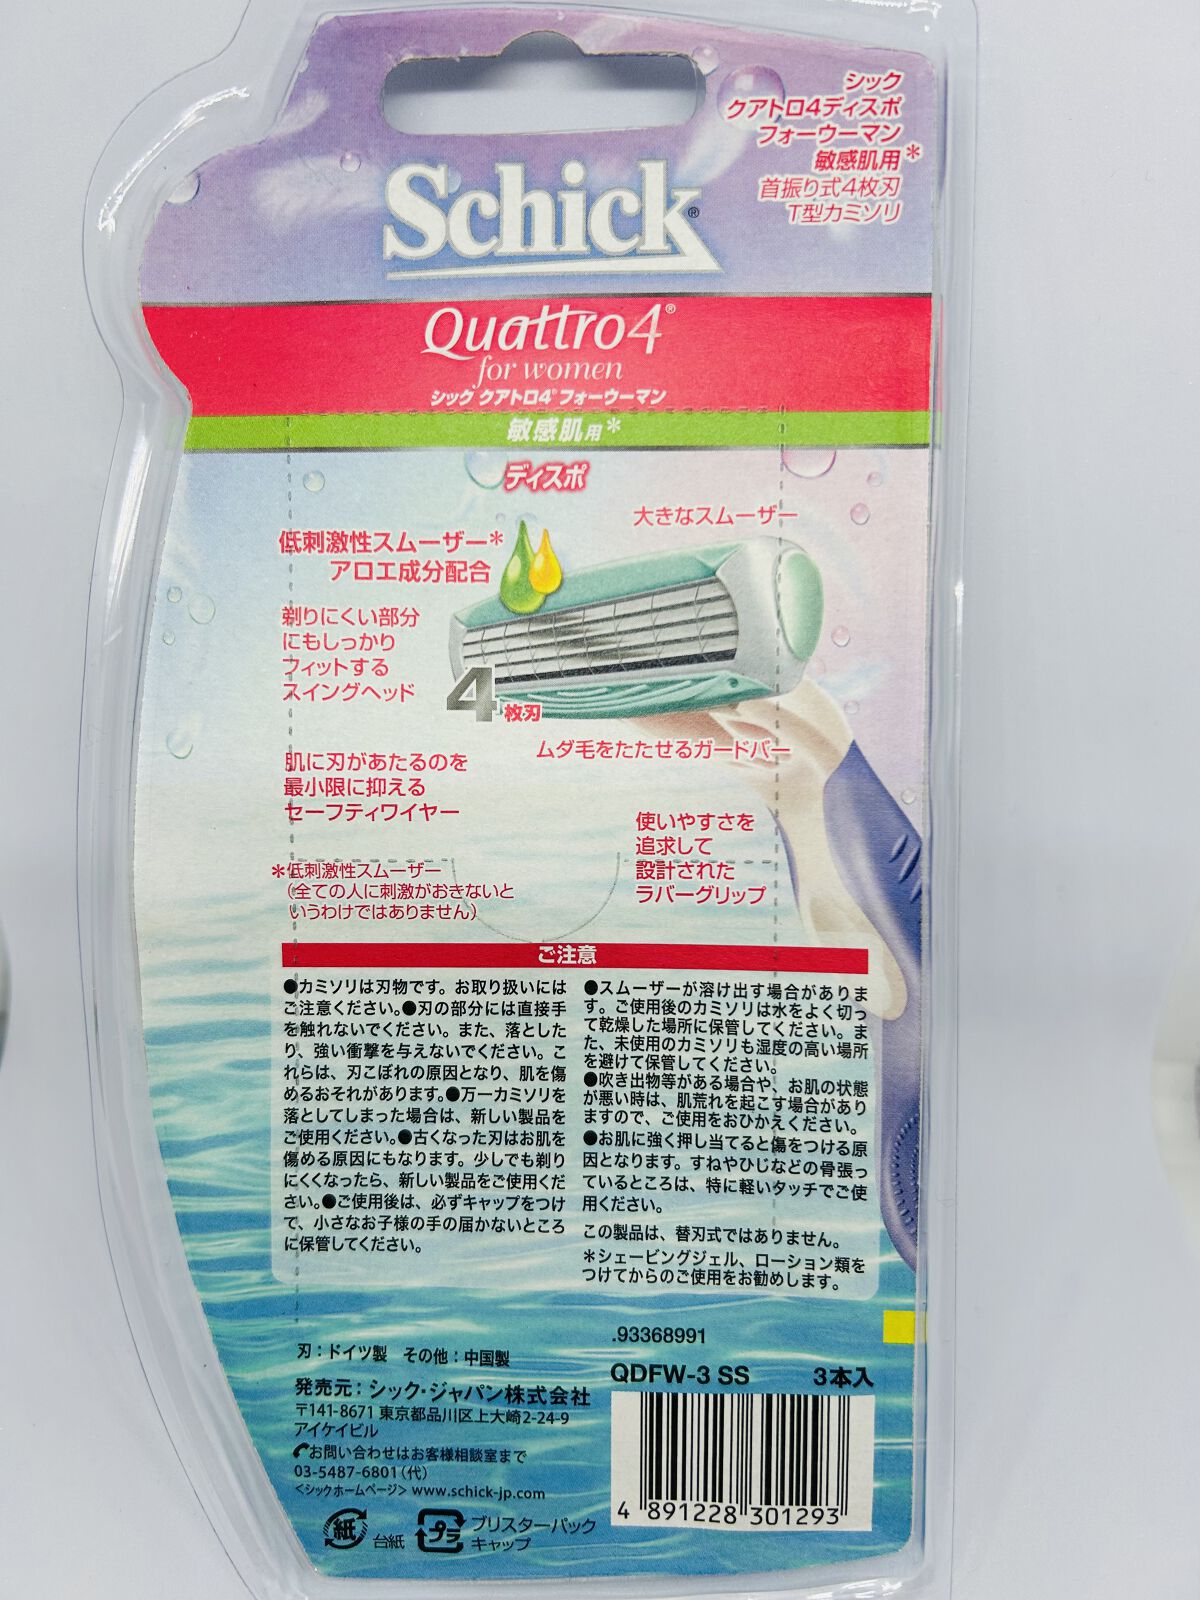 シック
クアトロ4ディスポ
フォーウーマン
敏感肌用*
首振り式4枚刃
T型カミソリ
Schick®
Quattro4®
for women
シック クアトロ4® フォーウーマン
敏感肌用*
ディスポ
大きなスムーザー
低刺激性スムーザー*
アロエ成分配合
剃りにくい部分
にもしっかり
フィットする
スイングヘッド
4枚刃
ムダ毛をたたせるガードバー
肌に刃があたるのを
最小限に抑える
セーフティワイヤー
使いやすさを
追求して
設計された
ラバーグリップ
*低刺激性スムーザー
(全ての人に刺激がおきないと
いうわけではありません)
ご注意
●カミソリは刃物です。お取り扱いには
ご注意ください。●刃の部分には直接手
を触れないでください。また、落とした
り、強い衝撃を与えないでください。こ
れらは、刃こぼれの原因となり、肌を傷
めるおそれがあります。●万一カミソリを
落としてしまった場合は、新しい製品を
ご使用ください。●古くなった刃はお肌を
傷める原因にもなります。少しでも剃り
にくくなったら、新しい製品をご使用くだ
さい。●ご使用後は、必ずキャップをつけ
て、小さなお子様の手の届かないところ
に保管してください。
●スムーザーが溶け出す場合がありま
す。ご使用後のカミソリは水をよく切っ
て乾燥した場所に保管してください。ま
た、未使用のカミソリも湿度の高い場所
を避けて保管してください。
●吹き出物等がある場合や、お肌の状態
が悪い時は、肌荒れを起こす場合があり
ますので、ご使用をおひかえください。
●お肌に強く押し当てると傷をつける原
因となります。すねやひじなどの骨張っ
ているところは、特に軽いタッチでご使
用ください。
この製品は、替刃式ではありません。
*シェービングジェル、ローション類を
つけてからのご使用をお勧めします。
.93368991
QDFW-3 SS 3本入
刃:ドイツ製 その他:中国製
発売元:シック・ジャパン株式会社
〒141-8671 東京都品川区上大崎2-24-9
アイケイビル
お問い合わせはお客様相談室まで
03-5487-6801(代)
<シックホームページ> www.schick-jp.com
紙 台紙
プラ ブリスターパック
キャップ
4 891228 301293